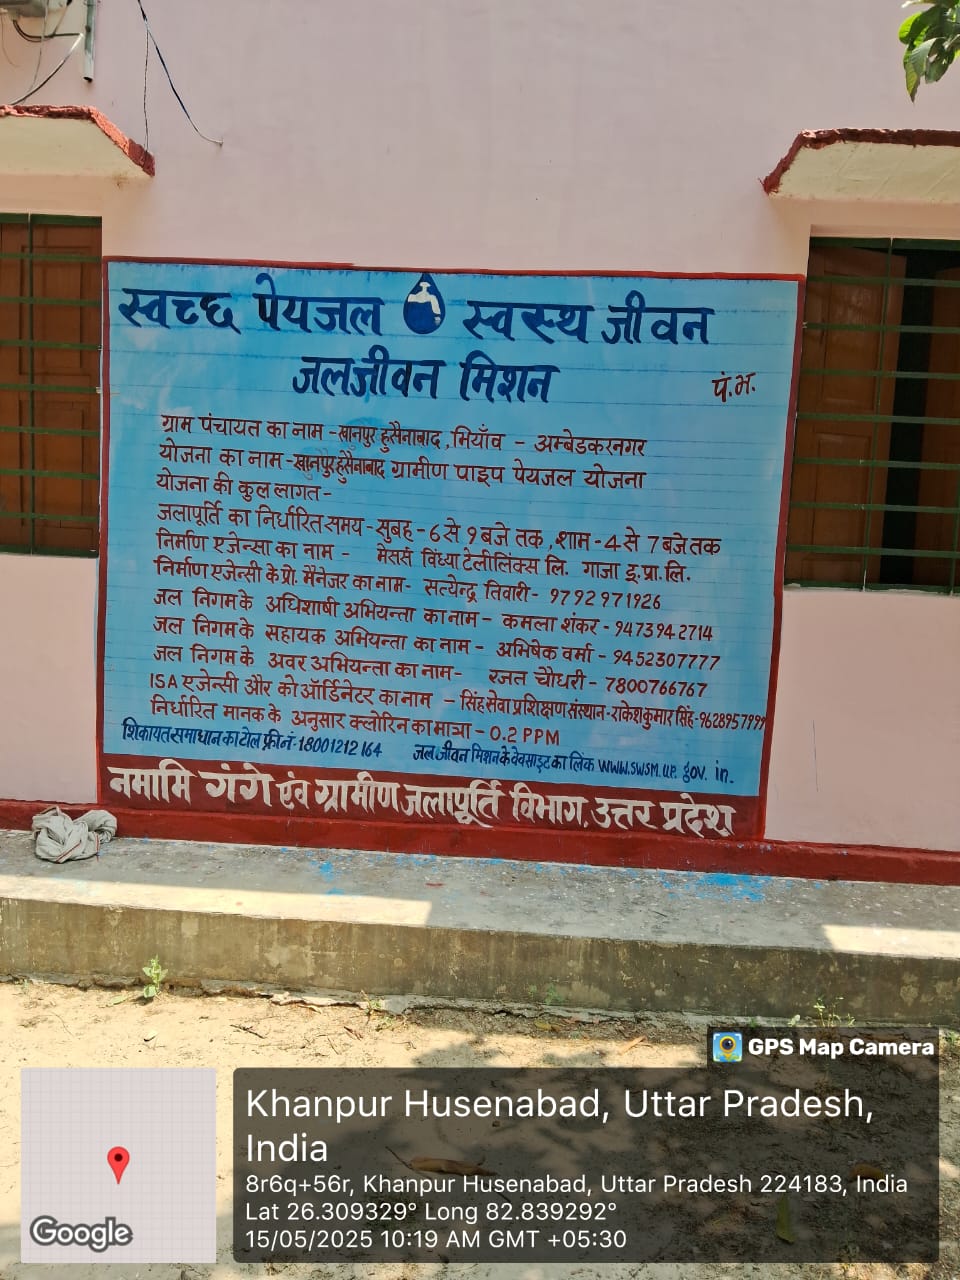 स्वच्छ पेयजल स्वस्थ जीवन
जलजीवन मिशन
पं.भ.
ग्राम पंचायत का नाम - खानपुर हुसैनाबाद, मियाँव - अम्बेडकरनगर
योजना का नाम - खानपुर हुसैनाबाद ग्रामीण पाइप पेयजल योजना
योजना की कुल लागत -
जलापूर्ति का निर्धारित समय - सुबह - 6 से 9 बजे तक, शाम - 4 से 7 बजे तक
निर्माण एजेन्सा का नाम - मेसर्स विंध्या टेलीलिंक्स लि. गाजा इ.प्रा.लि.
निर्माण एजेन्सी के प्रो. मैनेजर का नाम - सत्येन्द्र तिवारी - 9792971926
जल निगम के अधिशाषी अभियन्ता का नाम - कमला शंकर - 9473942714
जल निगम के सहायक अभियन्ता का नाम - अभिषेक वर्मा - 9452307777
जल निगम के अवर अभियन्ता का नाम - रजत चौधरी - 7800766767
ISA एजेन्सी और को ऑर्डिनेटर का नाम - सिंह सेवा प्रशिक्षण संस्थान - राकेश कुमार सिंह - 9628957999
निर्धारित मानक के अनुसार क्लोरिन का मात्रा - 0.2 PPM
शिकायत समाधान का टोल फ्री नं - 18001212164 जल जीवन मिशन के वेबसाइट का लिंक www.swsm.up.gov.in.
नमामि गंगे एंव ग्रामीण जलापूर्ति विभाग, उत्तर प्रदेश
GPS Map Camera
Khanpur Husenabad, Uttar Pradesh,
India
8r6q+56r, Khanpur Husenabad, Uttar Pradesh 224183, India
Lat 26.309329° Long 82.839292°
15/05/2025 10:19 AM GMT +05:30
Google